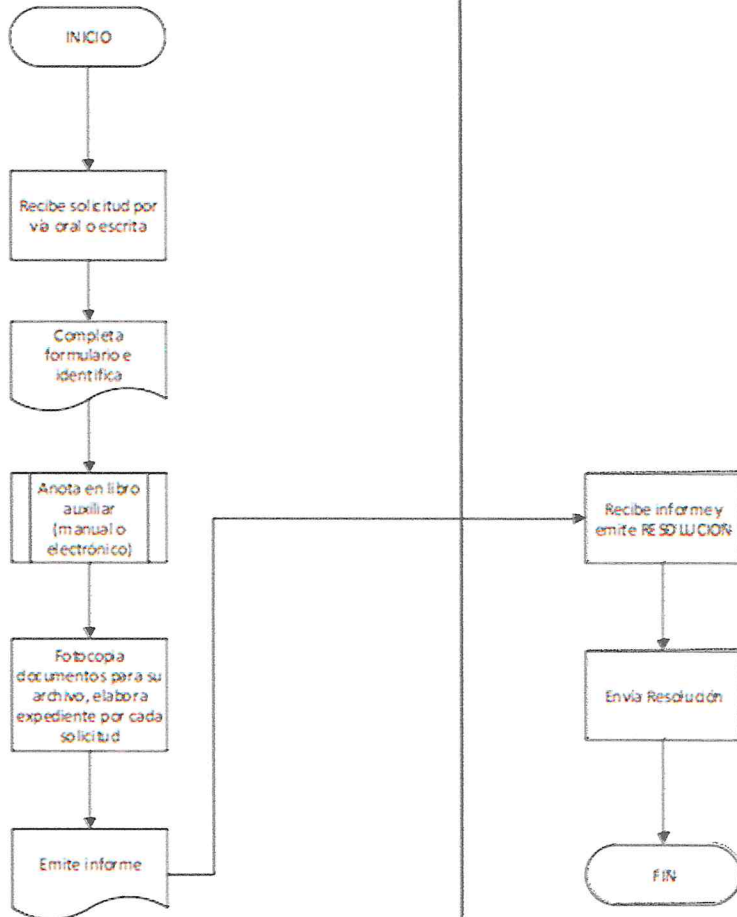 INICIO
Recibe solicitud por
vía oral o escrita
Completa
formulario e
identifica
Anota en libro
auxiliar
(manual o
electrónico)
Fotocopia
documentos para su
archivo, elabora
expediente por cada
solicitud
Emite informe
Recibe informe y
emite RESOLUCION
Envía Resolución
FIN